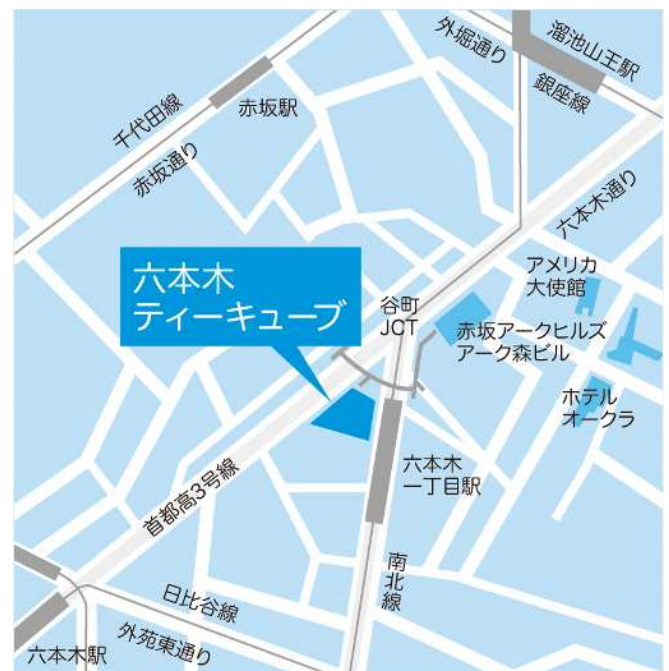 外堀通り
溜池山王駅
銀座線
千代田線
赤坂駅
赤坂通り
六本木通り
六本木
ティーキューブ
アメリカ
大使館
谷町
JCT
赤坂アークヒルズ
アーク森ビル
ホテル
オークラ
六本木
一丁目駅
首都高3号線
南北線
日比谷線
外苑東通り
六本木駅